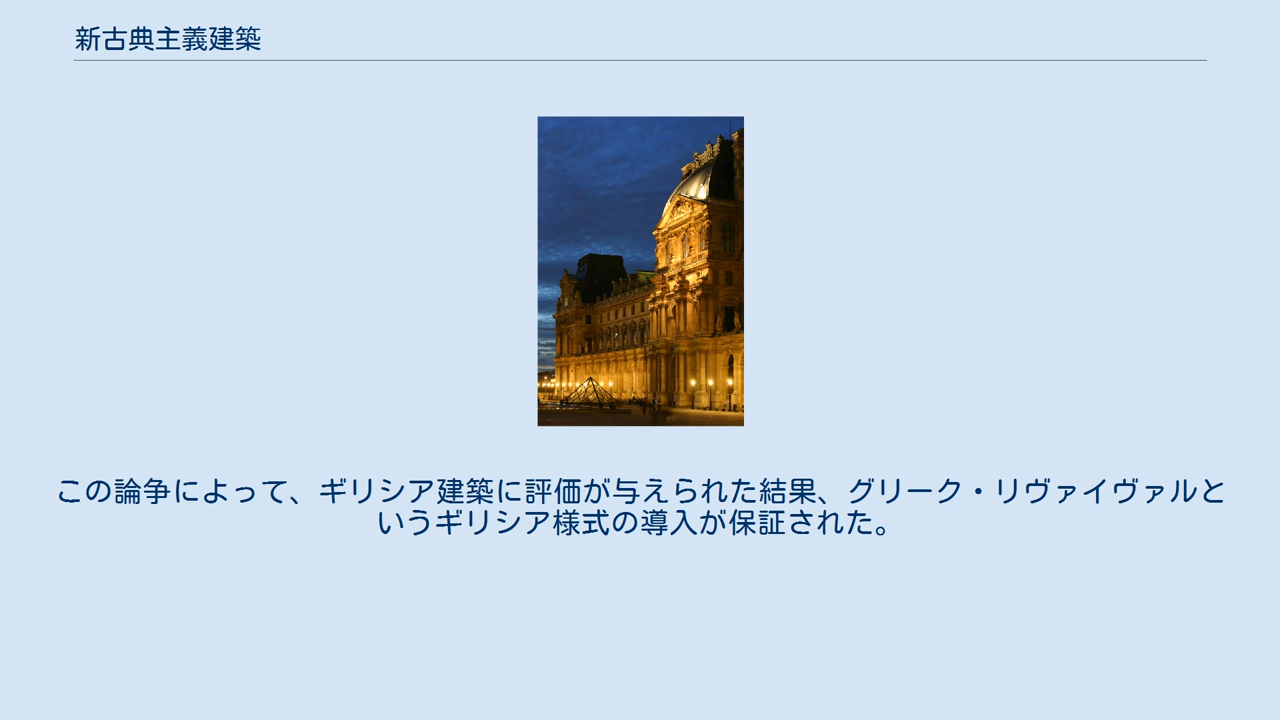 新古典主義建築
この論争によって、ギリシア建築に評価が与えられた結果、グリーク・リヴァイヴァルと
いうギリシア様式の導入が保証された。